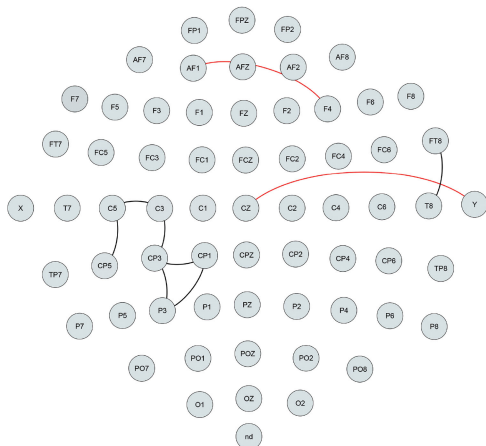 FPZ
FP1 FP2
AF7 AF8
AF1 AFZ AF2
F7 F8
F5 F3 F1 FZ F2 F4 F6
FT7 FT8
FC5 FC3 FC1 FCZ FC2 FC4 FC6
X T7 C5 C3 C1 CZ C2 C4 C6 T8 Y
CP5 CP3 CP1 CPZ CP2 CP4 CP6
TP7 TP8
P5 P3 P1 PZ P2 P4 P6
P7 P8
PO1 POZ PO2
PO7 PO8
O1 OZ O2
nd